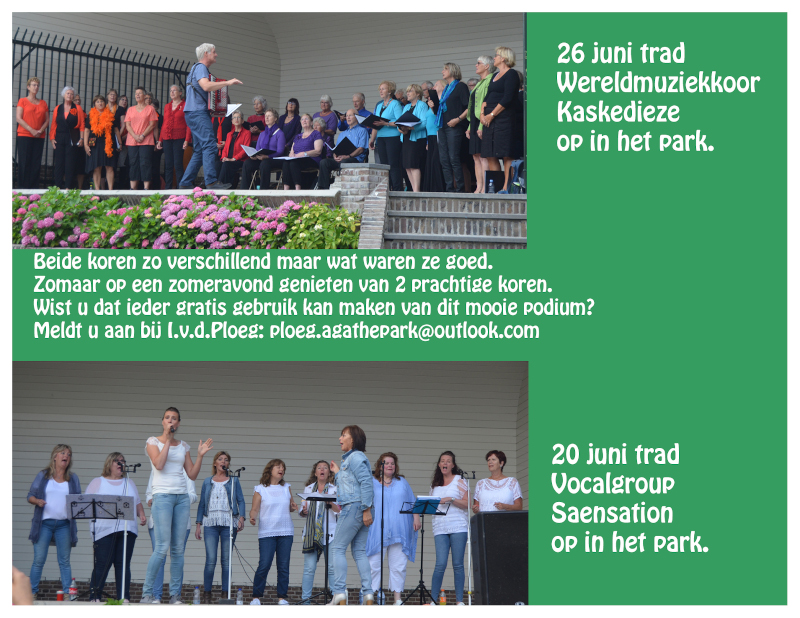 26 juni trad
Wereldmuziekkoor
Kaskedieze
op in het park.
Beide koren zo verschillend maar wat waren ze goed.
Zomaar op een zomeravond genieten van 2 prachtige koren.
Wist u dat ieder gratis gebruik kan maken van dit mooie podium?
Meldt u aan bij I.v.d.Ploeg: ploeg.agathepark@outlook.com
20 juni trad
Vocalgroup
Saensation
op in het park.